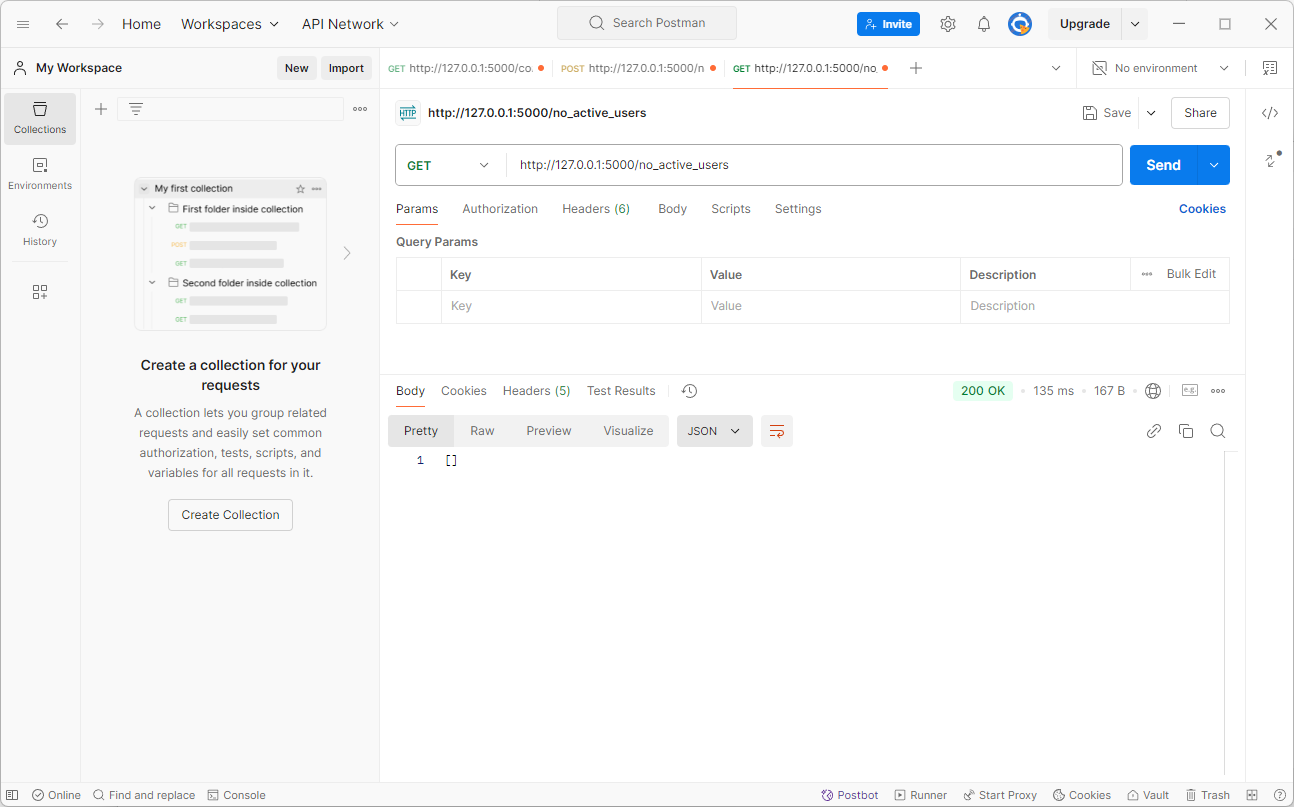 Home Workspaces API Network Search Postman Invite Upgrade
My Workspace New Import GET http://127.0.0.1:5000/co. POST http://127.0.0.1:5000/n GET http://127.0.0.1:5000/no. No environment
Collections
Environments
History
My first collection
First folder inside collection
GET
POST
GET
Second folder inside collection
GET
GET
Create a collection for your
requests
A collection lets you group related
requests and easily set common
authorization, tests, scripts, and
variables for all requests in it.
Create Collection
HTTP http://127.0.0.1:5000/no_active_users Save Share
GET http://127.0.0.1:5000/no_active_users Send
Params Authorization Headers (6) Body Scripts Settings Cookies
Query Params
Key Value Description Bulk Edit
Key Value Description
Body Cookies Headers (5) Test Results 200 OK 135 ms 167 B e.g.
Pretty Raw Preview Visualize JSON
1 []
Online Find and replace Console Postbot Runner Start Proxy Cookies Vault Trash